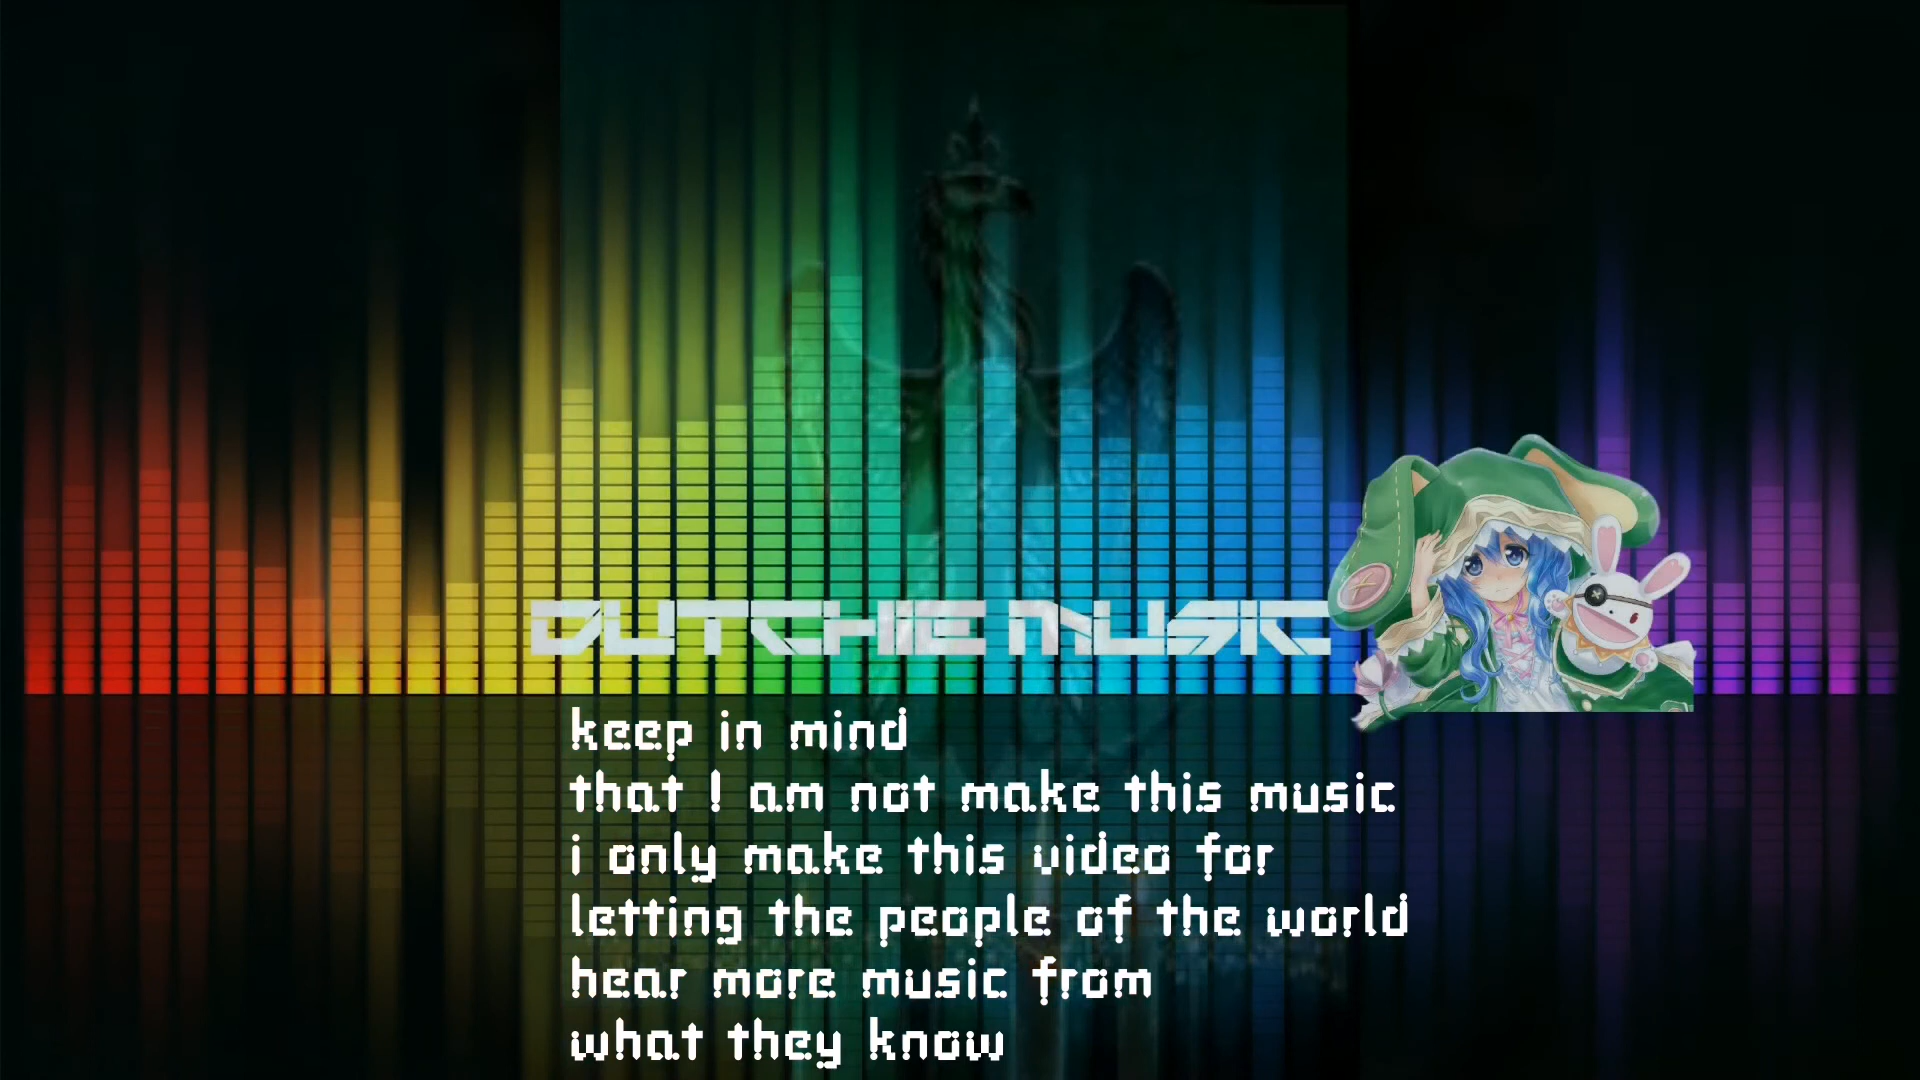 DUTCHIE MUSIC
keep in mind
that I am not make this music
i only make this video for
letting the people of the world
hear more music from
what they know